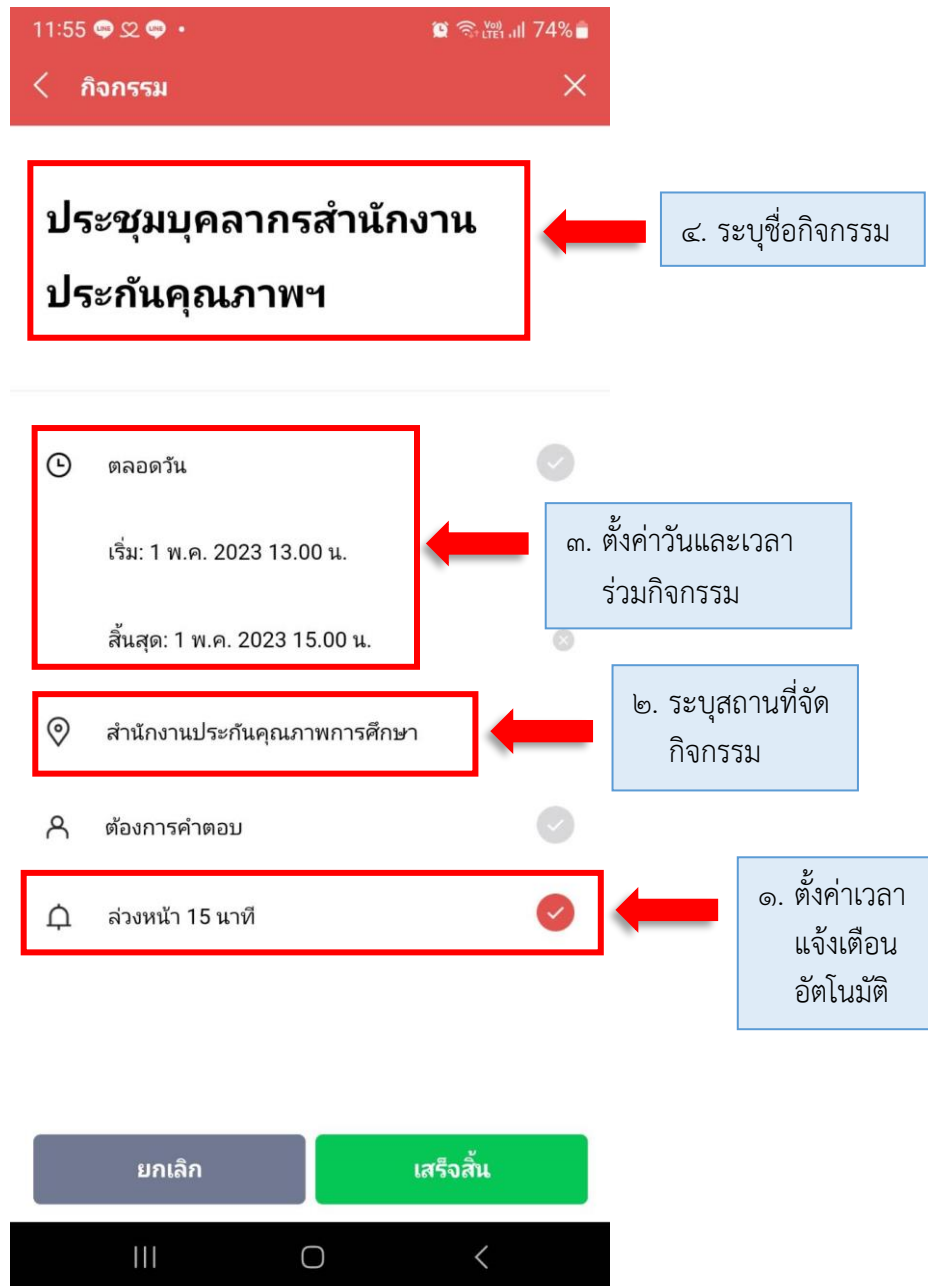 11:55
Vo)) LTE1 74%
กิจกรรม
ประชุมบุคลากรสำนักงาน
ประกันคุณภาพฯ
๔. ระบุชื่อกิจกรรม
ตลอดวัน
เริ่ม: 1 พ.ค. 2023 13.00 น.
สิ้นสุด: 1 พ.ค. 2023 15.00 น.
๓. ตั้งค่าวันและเวลา
ร่วมกิจกรรม
สำนักงานประกันคุณภาพการศึกษา
๒. ระบุสถานที่จัด
กิจกรรม
ต้องการคำตอบ
ล่วงหน้า 15 นาที
๑. ตั้งค่าเวลา
แจ้งเตือน
อัตโนมัติ
ยกเลิก
เสร็จสิ้น